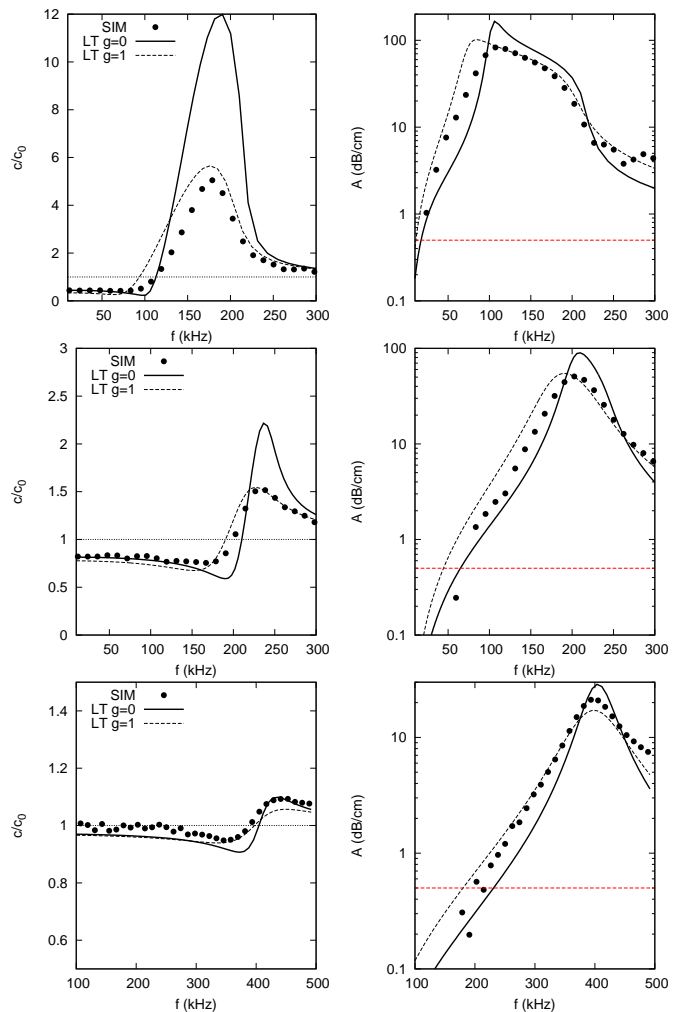 12
10
8
6
4
2
0
c/c0
SIM
LT g=0
LT g=1
50 100 150 200 250 300
f (kHz)
100
10
1
0.1
A (dB/cm)
50 100 150 200 250 300
f (kHz)
3
2.5
2
1.5
1
0.5
0
c/c0
SIM
LT g=0
LT g=1
50 100 150 200 250 300
f (kHz)
100
10
1
0.1
A (dB/cm)
50 100 150 200 250 300
f (kHz)
1.4
1.2
1
0.8
0.6
c/c0
SIM
LT g=0
LT g=1
100 200 300 400 500
f (kHz)
10
1
0.1
A (dB/cm)
100 200 300 400 500
f (kHz)